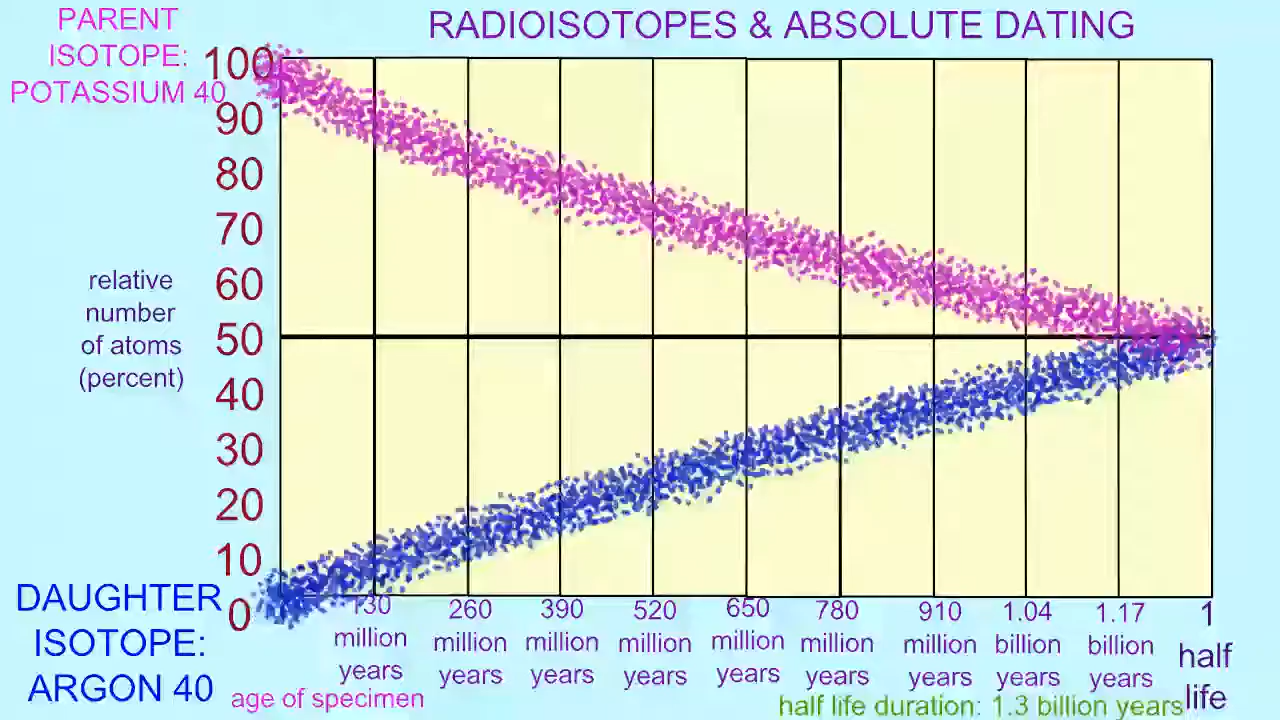 PARENT
ISOTOPE:
POTASSIUM 40
RADIOISOTOPES & ABSOLUTE DATING
100
90
80
70
60
50
40
30
20
10
0
relative
number
of atoms
(percent)
DAUGHTER
ISOTOPE:
ARGON 40
130
million
years
260
million
years
390
million
years
520
million
years
650
million
years
780
million
years
910
million
years
1.04
billion
years
1.17
billion
years
1
half
life
age of specimen
half life duration: 1.3 billion years